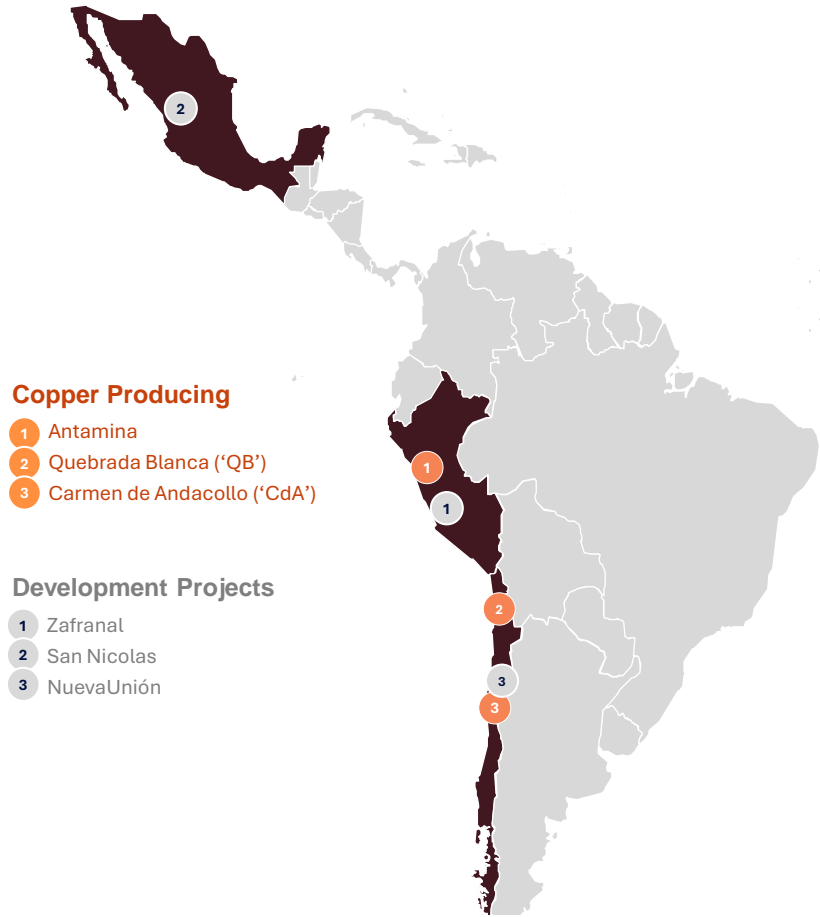 2
Copper Producing
1 Antamina
2 Quebrada Blanca (‘QB’)
3 Carmen de Andacollo (‘CdA’)
Development Projects
1 Zafranal
2 San Nicolas
3 NuevaUnión
1
1
2
3
3